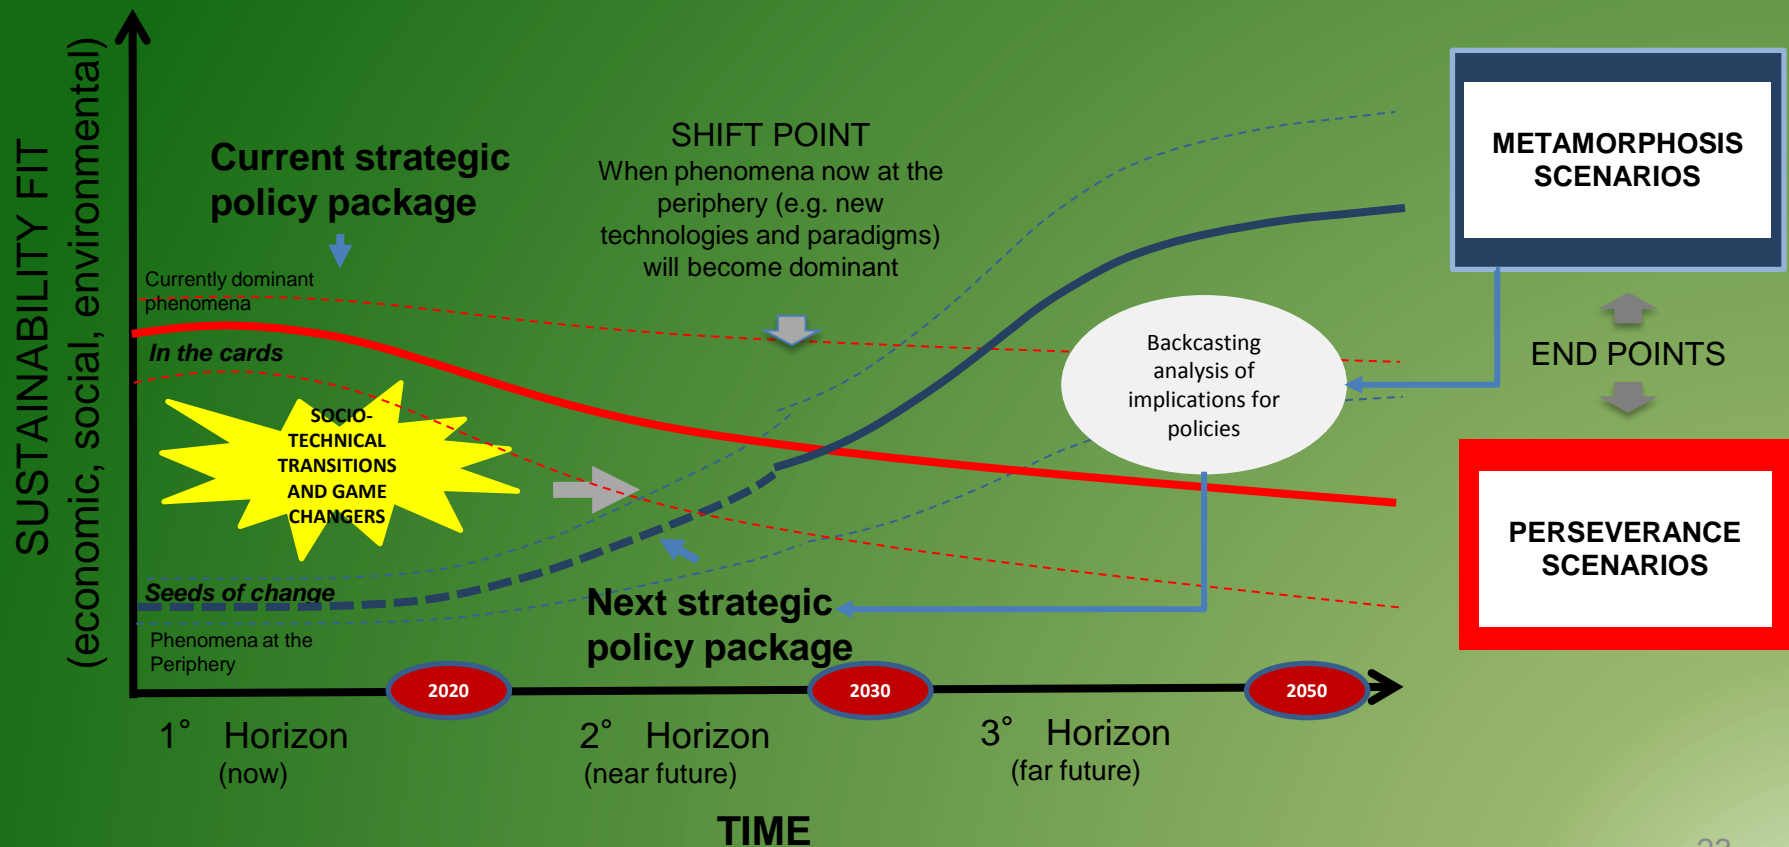 SUSTAINABILITY FIT
(economic, social, environmental)
Current strategic
policy package
SHIFT POINT
When phenomena now at the
periphery (e.g. new
technologies and paradigms)
will become dominant
METAMORPHOSIS
SCENARIOS
Currently dominant
phenomena
In the cards
SOCIO-
TECHNICAL
TRANSITIONS
AND GAME
CHANGERS
Backcasting
analysis of
implications for
policies
END POINTS
PERSEVERANCE
SCENARIOS
Seeds of change
Phenomena at the
Periphery
Next strategic
policy package
2020
2030
2050
1° Horizon
(now)
2° Horizon
(near future)
3° Horizon
(far future)
TIME